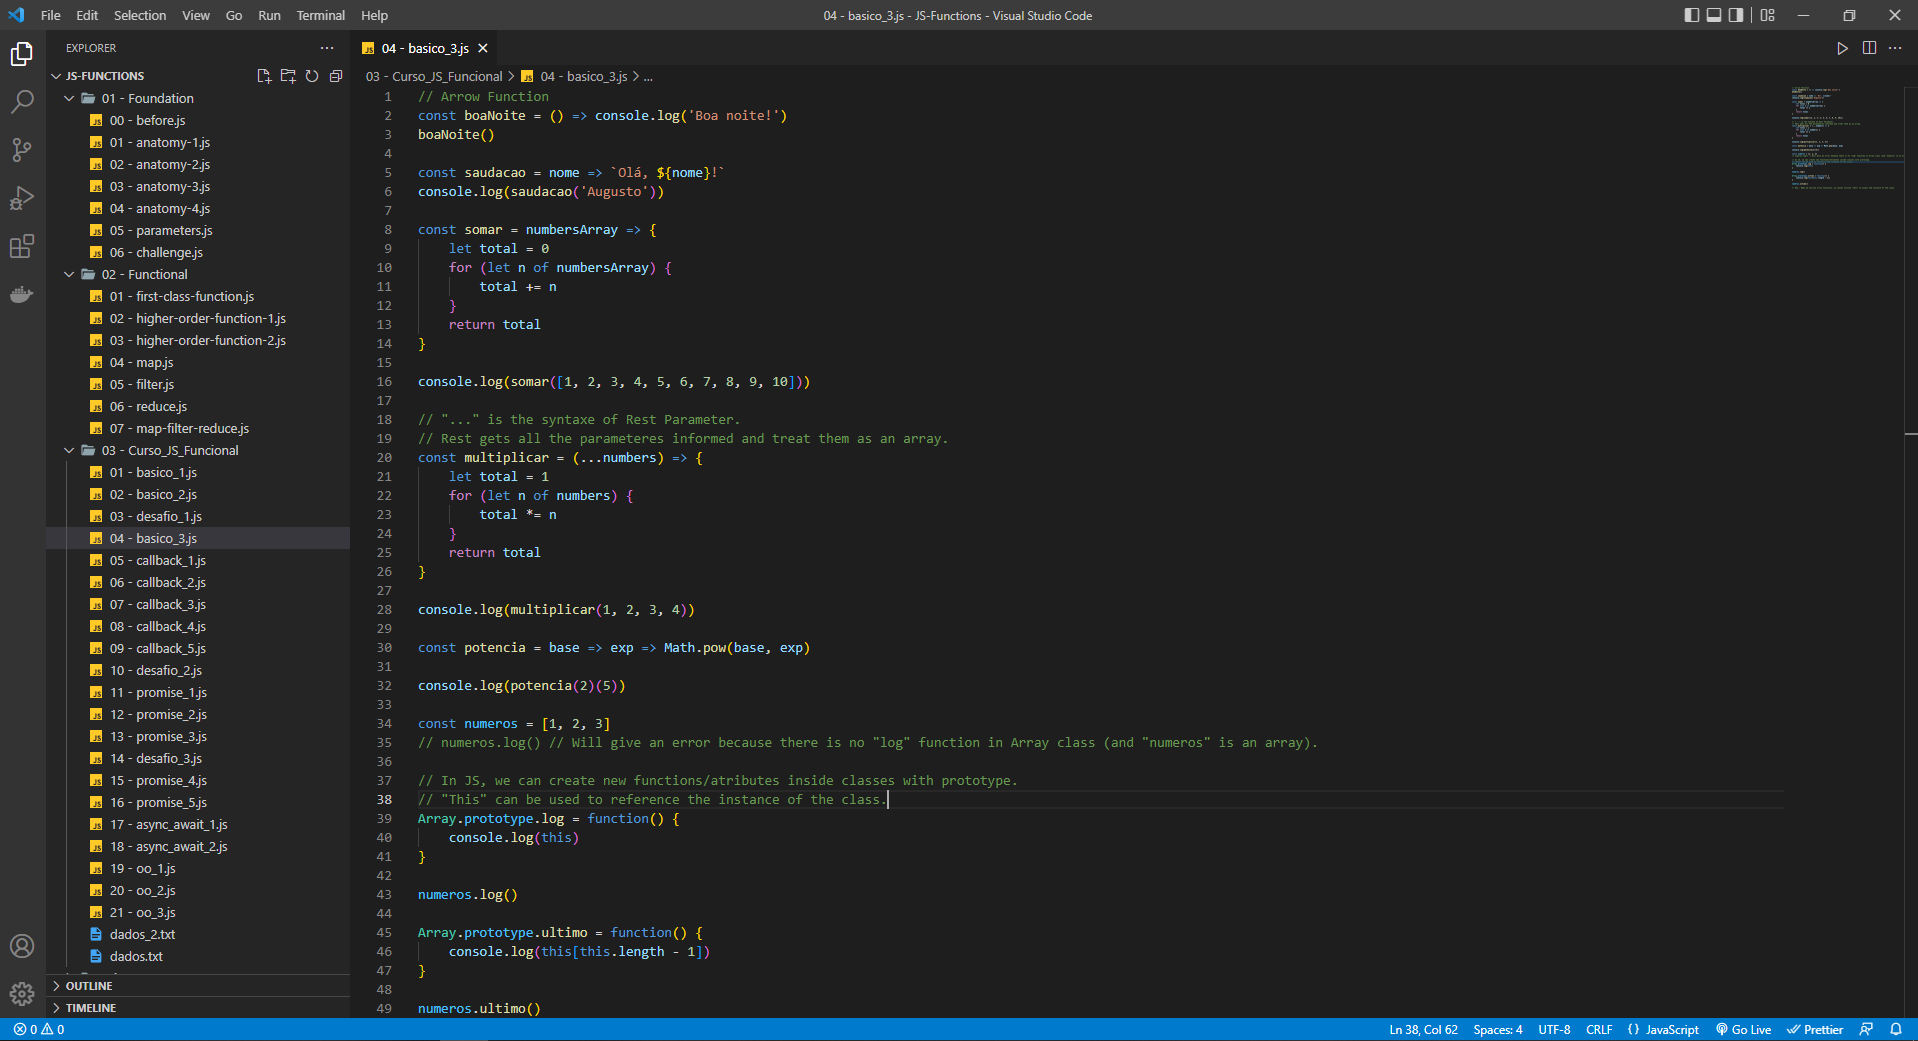 File Edit Selection View Go Run Terminal Help
04 - basico_3.js - JS-Functions - Visual Studio Code
EXPLORER
JS-FUNCTIONS
01 - Foundation
00 - before.js
01 - anatomy-1.js
02 - anatomy-2.js
03 - anatomy-3.js
04 - anatomy-4.js
05 - parameters.js
06 - challenge.js
02 - Functional
01 - first-class-function.js
02 - higher-order-function-1.js
03 - higher-order-function-2.js
04 - map.js
05 - filter.js
06 - reduce.js
07 - map-filter-reduce.js
03 - Curso_JS_Funcional
01 - basico_1.js
02 - basico_2.js
03 - desafio_1.js
04 - basico_3.js
05 - callback_1.js
06 - callback_2.js
07 - callback_3.js
08 - callback_4.js
09 - callback_5.js
10 - desafio_2.js
11 - promise_1.js
12 - promise_2.js
13 - promise_3.js
14 - desafio_3.js
15 - promise_4.js
16 - promise_5.js
17 - async_await_1.js
18 - async_await_2.js
19 - oo_1.js
20 - oo_2.js
21 - oo_3.js
dados_2.txt
dados.txt
OUTLINE
TIMELINE
JS 04 - basico_3.js
03 - Curso_JS_Funcional > JS 04 - basico_3.js > ...
1 // Arrow Function
2 const boaNoite = () => console.log('Boa noite!')
3 boaNoite()
4
5 const saudacao = nome => `Olá, ${nome}!`
6 console.log(saudacao('Augusto'))
7
8 const somar = numbersArray => {
9 let total = 0
10 for (let n of numbersArray) {
11 total += n
12 }
13 return total
14 }
15
16 console.log(somar([1, 2, 3, 4, 5, 6, 7, 8, 9, 10]))
17
18 // "..." is the syntaxe of Rest Parameter.
19 // Rest gets all the parameteres informed and treat them as an array.
20 const multiplicar = (...numbers) => {
21 let total = 1
22 for (let n of numbers) {
23 total *= n
24 }
25 return total
26 }
27
28 console.log(multiplicar(1, 2, 3, 4))
29
30 const potencia = base => exp => Math.pow(base, exp)
31
32 console.log(potencia(2)(5))
33
34 const numeros = [1, 2, 3]
35 // numeros.log() // Will give an error because there is no "log" function in Array class (and "numeros" is an array).
36
37 // In JS, we can create new functions/atributes inside classes with prototype.
38 // "This" can be used to reference the instance of the class.
39 Array.prototype.log = function() {
40 console.log(this)
41 }
42
43 numeros.log()
44
45 Array.prototype.ultimo = function() {
46 console.log(this[this.length - 1])
47 }
48
49 numeros.ultimo()
0 0
Ln 38, Col 62 Spaces: 4 UTF-8 CRLF {} JavaScript Go Live Prettier